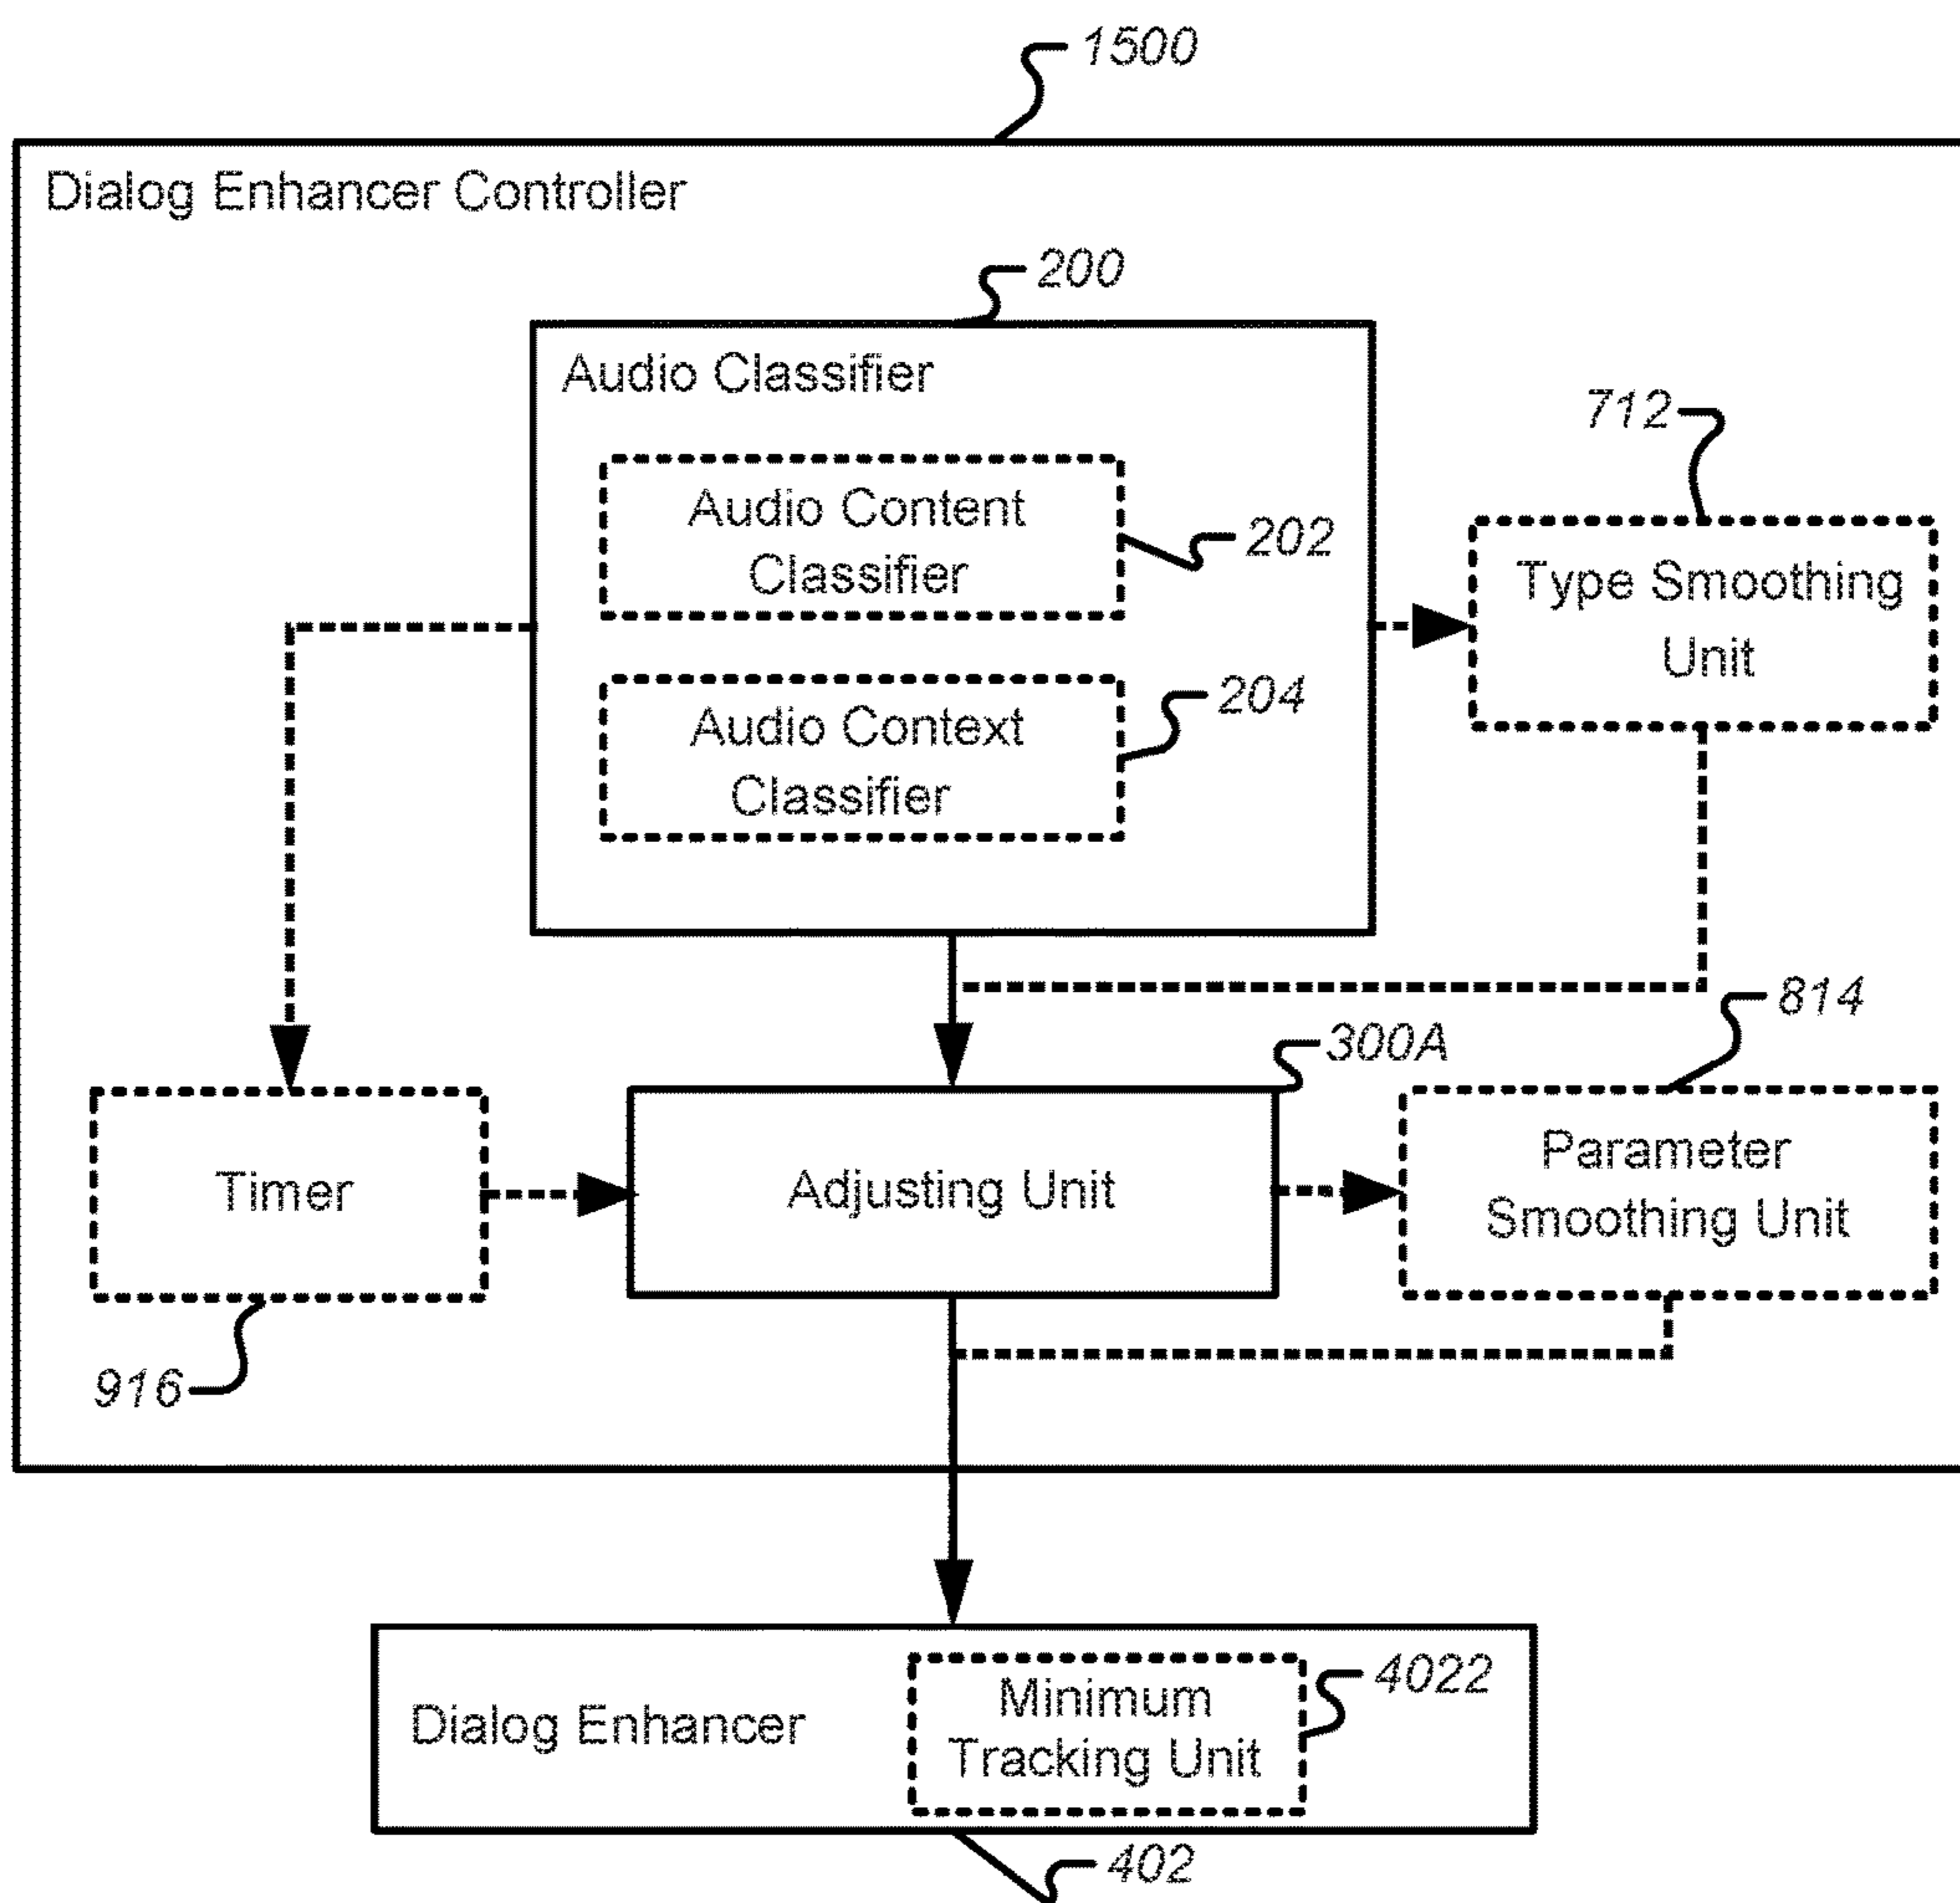 1500
Dialog Enhancer Controller
200
Audio Classifier
712
Audio Content
Classifier
202
Type Smoothing
Unit
204
Audio Context
Classifier
814
300A
Timer
Adjusting Unit
Parameter
Smoothing Unit
916
4022
Dialog Enhancer
Minimum
Tracking Unit
402